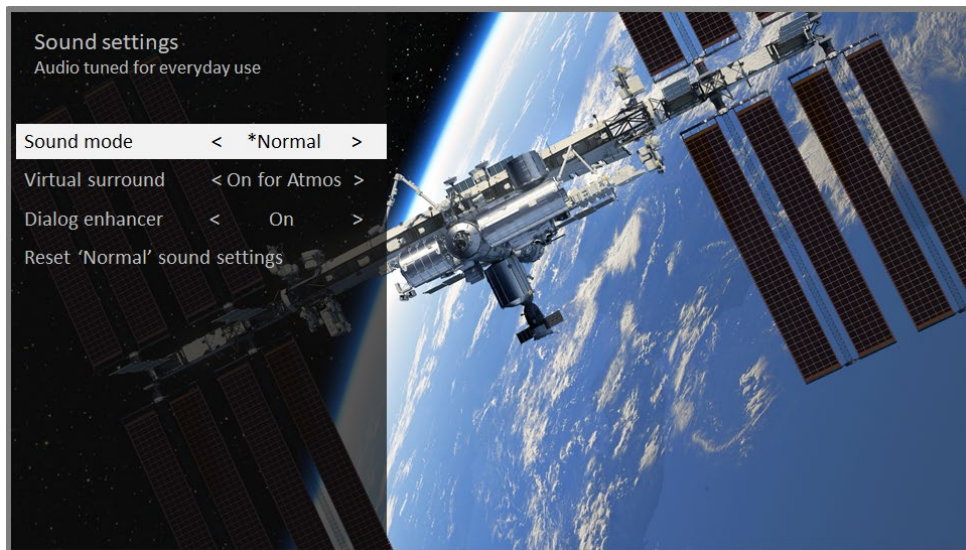 Sound settings
Audio tuned for everyday use
Sound mode < *Normal >
Virtual surround < On for Atmos >
Dialog enhancer < On >
Reset ‘Normal’ sound settings